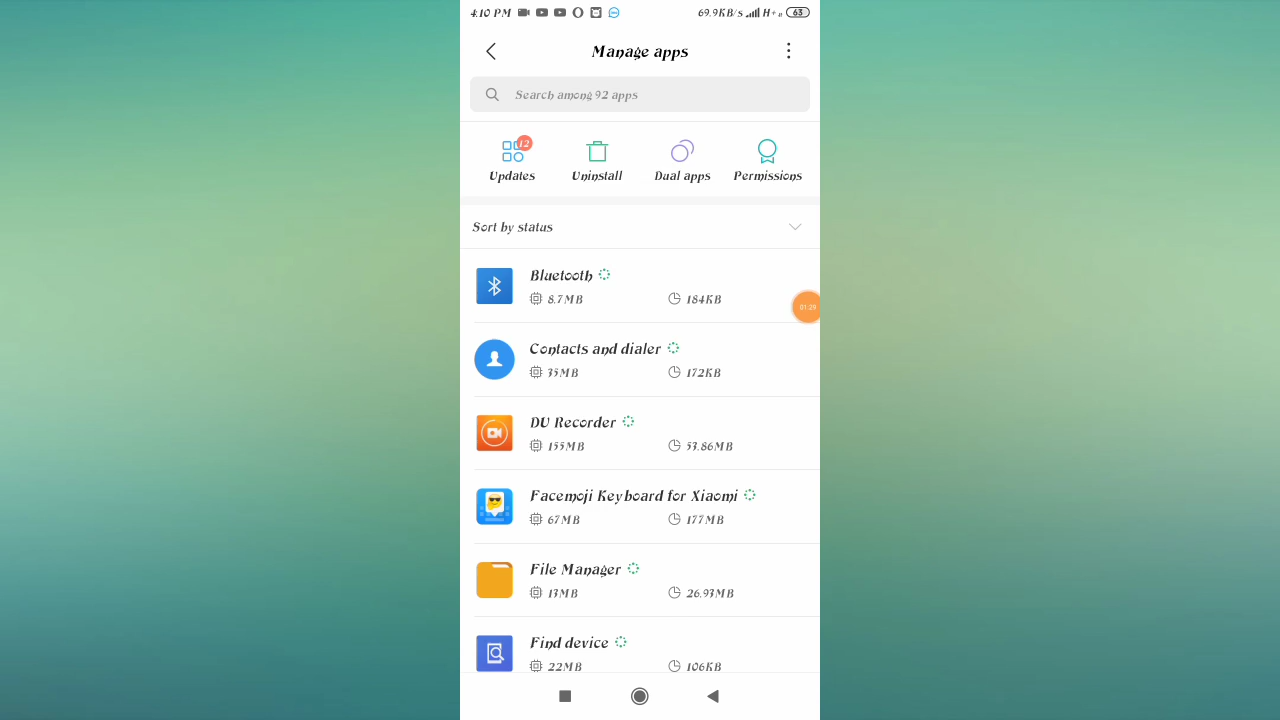 4:10 PM 69.9KB/s H+ 63
Manage apps
Search among 92 apps
12
Updates Uninstall Dual apps Permissions
Sort by status
Bluetooth
8.7MB 184KB
01:29
Contacts and dialer
35MB 172KB
DU Recorder
155MB 53.86MB
Facemoji Keyboard for Xiaomi
67MB 177MB
File Manager
13MB 26.93MB
Find device
22MB 106KB